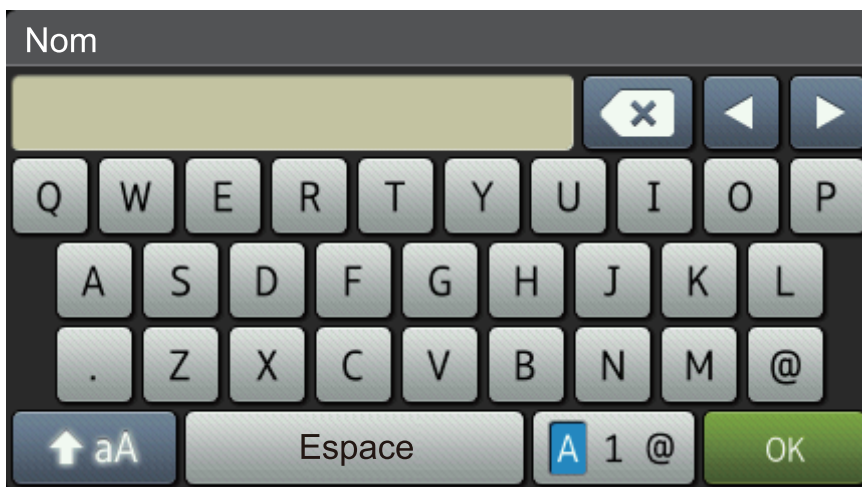 Nom
Q W E R T Y U I O P
A S D F G H J K L
. Z X C V B N M @
aA Espace A 1 @ OK